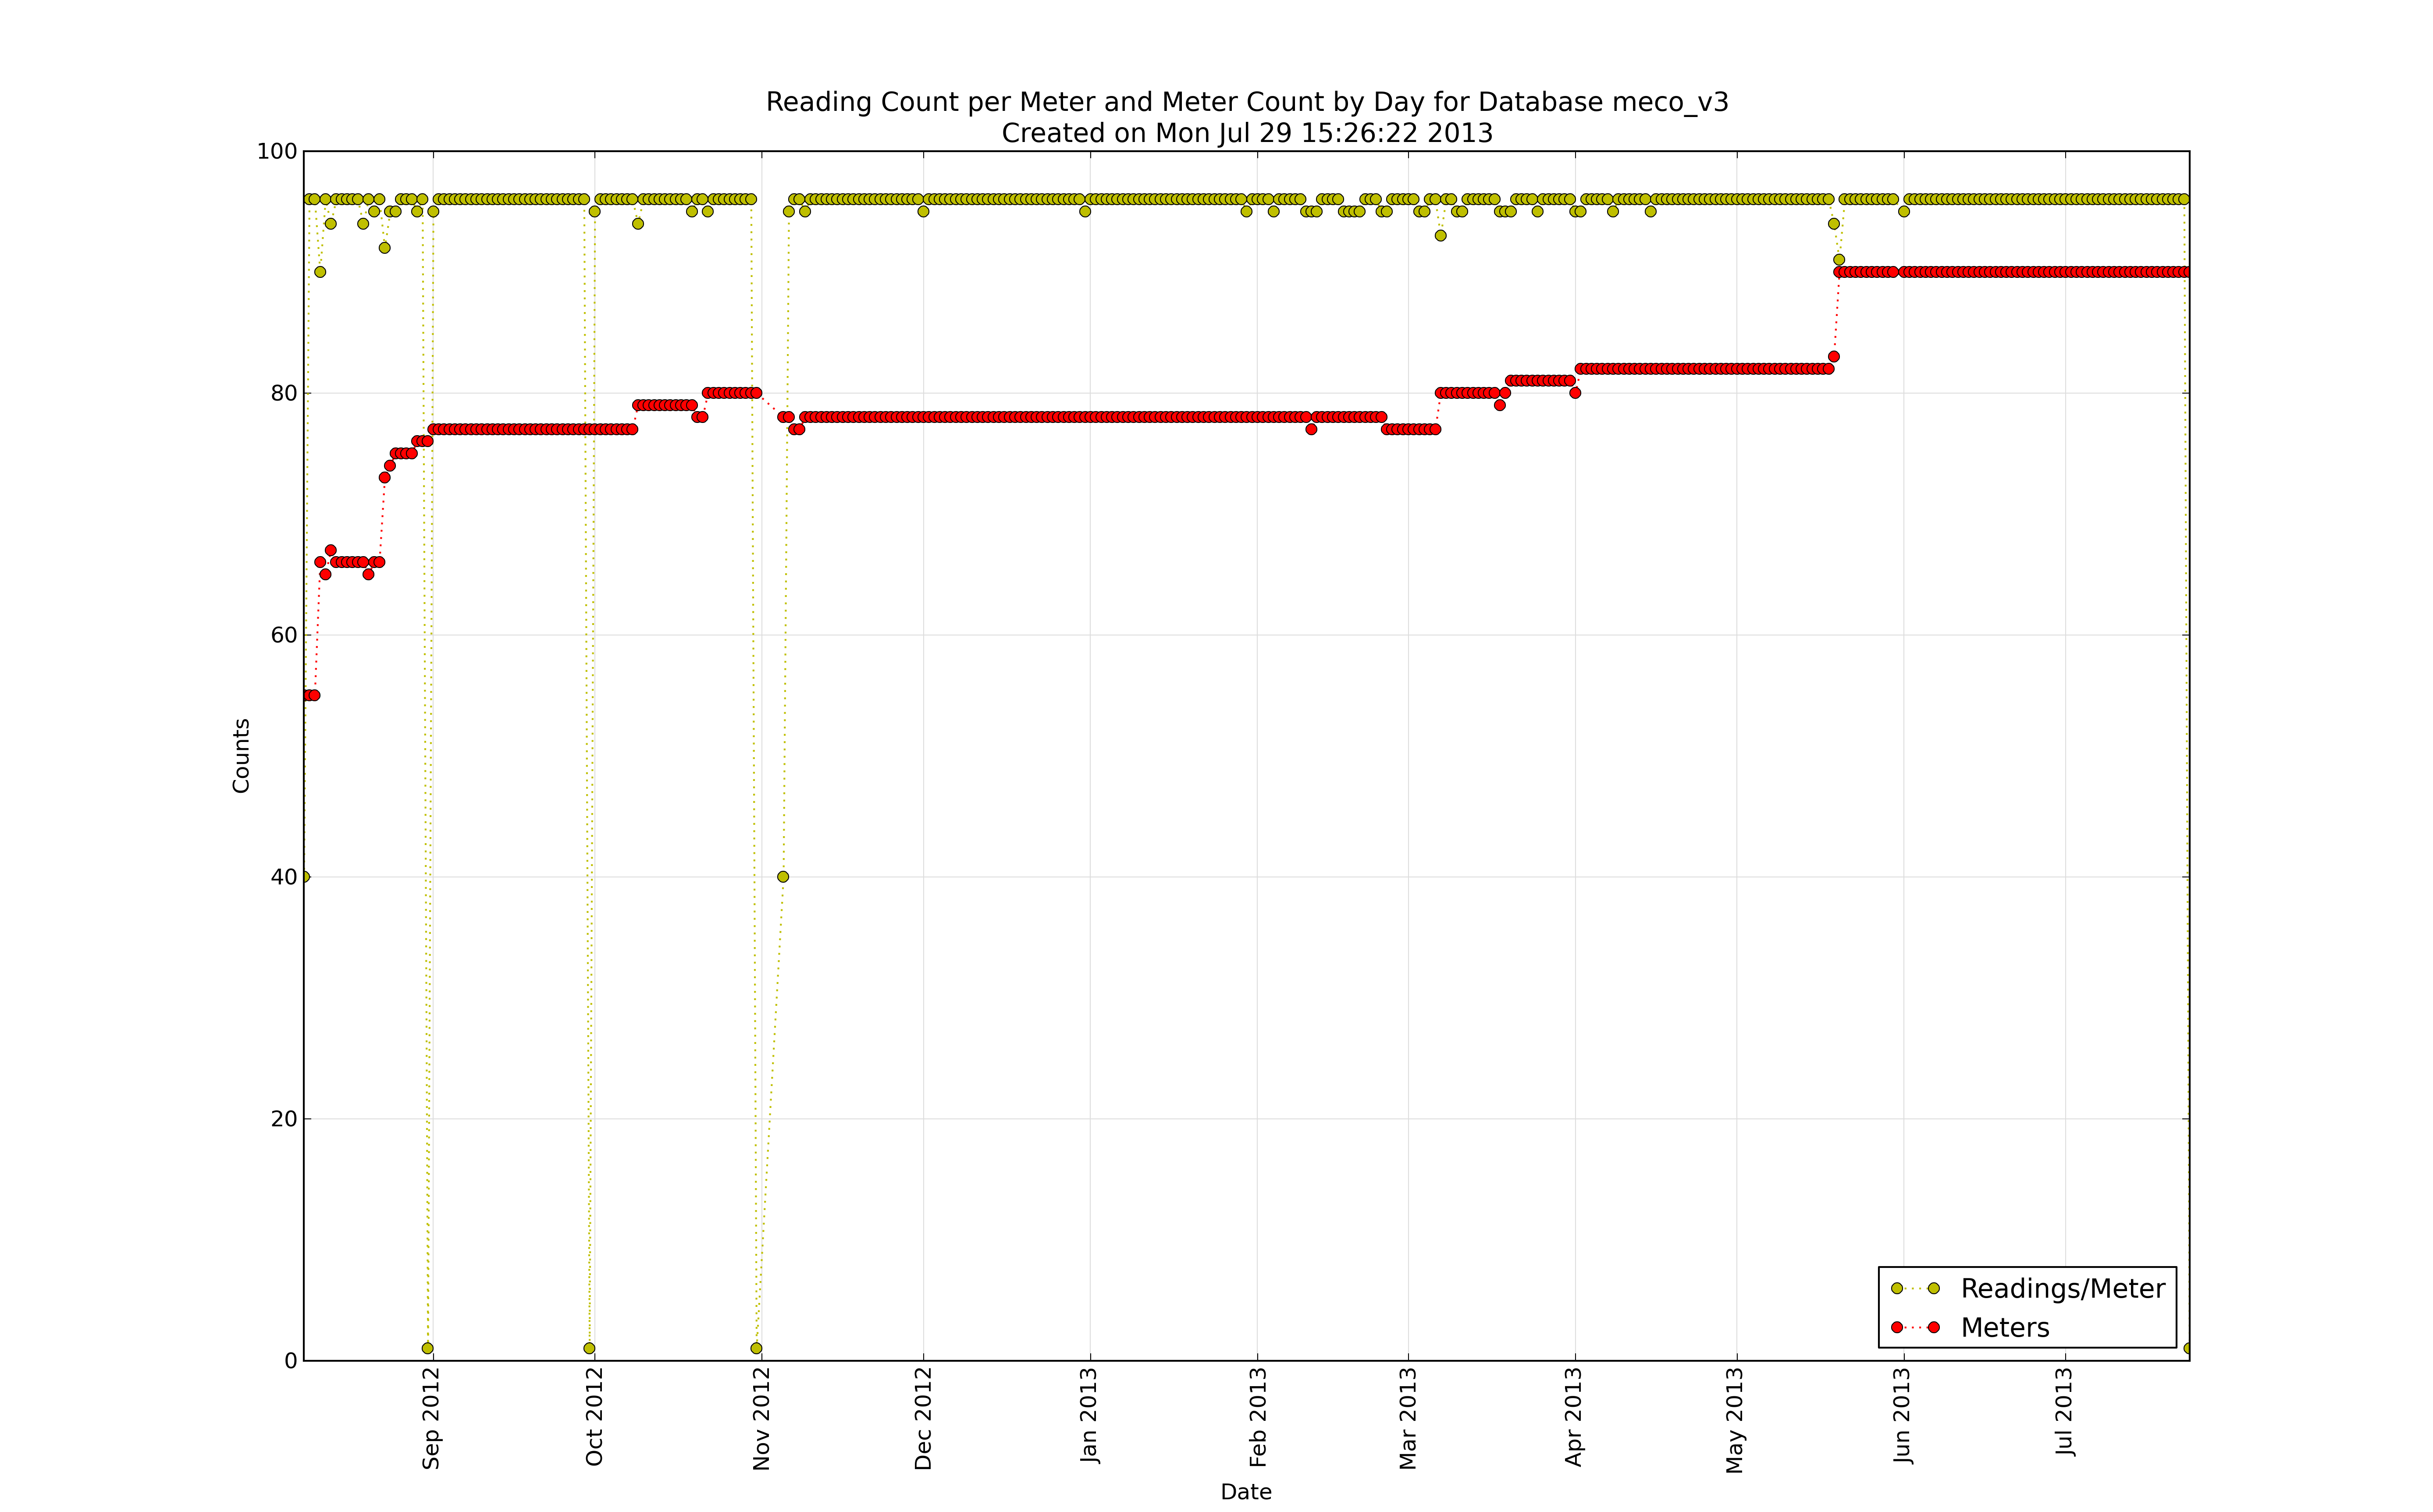 Reading Count per Meter and Meter Count by Day for Database meco_v3
Created on Mon Jul 29 15:26:22 2013
100
80
60
40
20
0
Counts
Sep 2012
Oct 2012
Nov 2012
Dec 2012
Jan 2013
Feb 2013
Mar 2013
Apr 2013
May 2013
Jun 2013
Jul 2013
Date
Readings/Meter
Meters